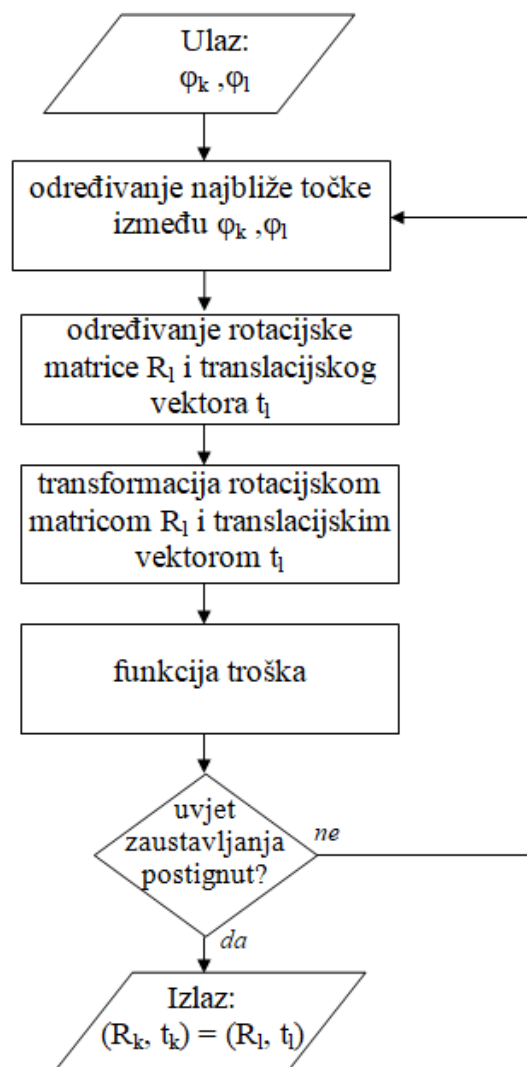 Ulaz:
φₖ ,φₗ
određivanje najbliže točke
između φₖ ,φₗ
određivanje rotacijske
matrice Rₗ i translacijskog
vektora tₗ
transformacija rotacijskom
matricom Rₗ i translacijskim
vektorom tₗ
funkcija troška
uvjet
zaustavljanja
postignut?
ne
da
Izlaz:
(Rₖ, tₖ) = (Rₗ, tₗ)